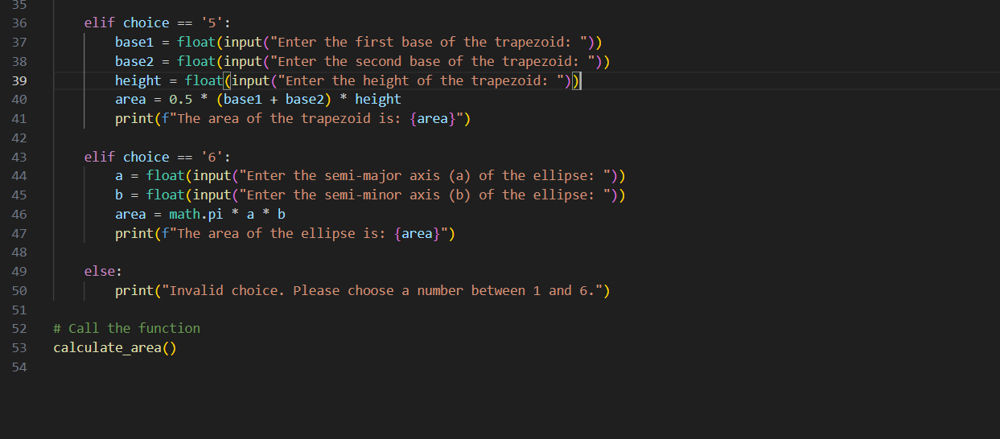 35
36 elif choice == '5':
37 base1 = float(input("Enter the first base of the trapezoid: "))
38 base2 = float(input("Enter the second base of the trapezoid: "))
39 height = float(input("Enter the height of the trapezoid: "))
40 area = 0.5 * (base1 + base2) * height
41 print(f"The area of the trapezoid is: {area}")
42
43 elif choice == '6':
44 a = float(input("Enter the semi-major axis (a) of the ellipse: "))
45 b = float(input("Enter the semi-minor axis (b) of the ellipse: "))
46 area = math.pi * a * b
47 print(f"The area of the ellipse is: {area}")
48
49 else:
50 print("Invalid choice. Please choose a number between 1 and 6.")
51
52 # Call the function
53 calculate_area()
54